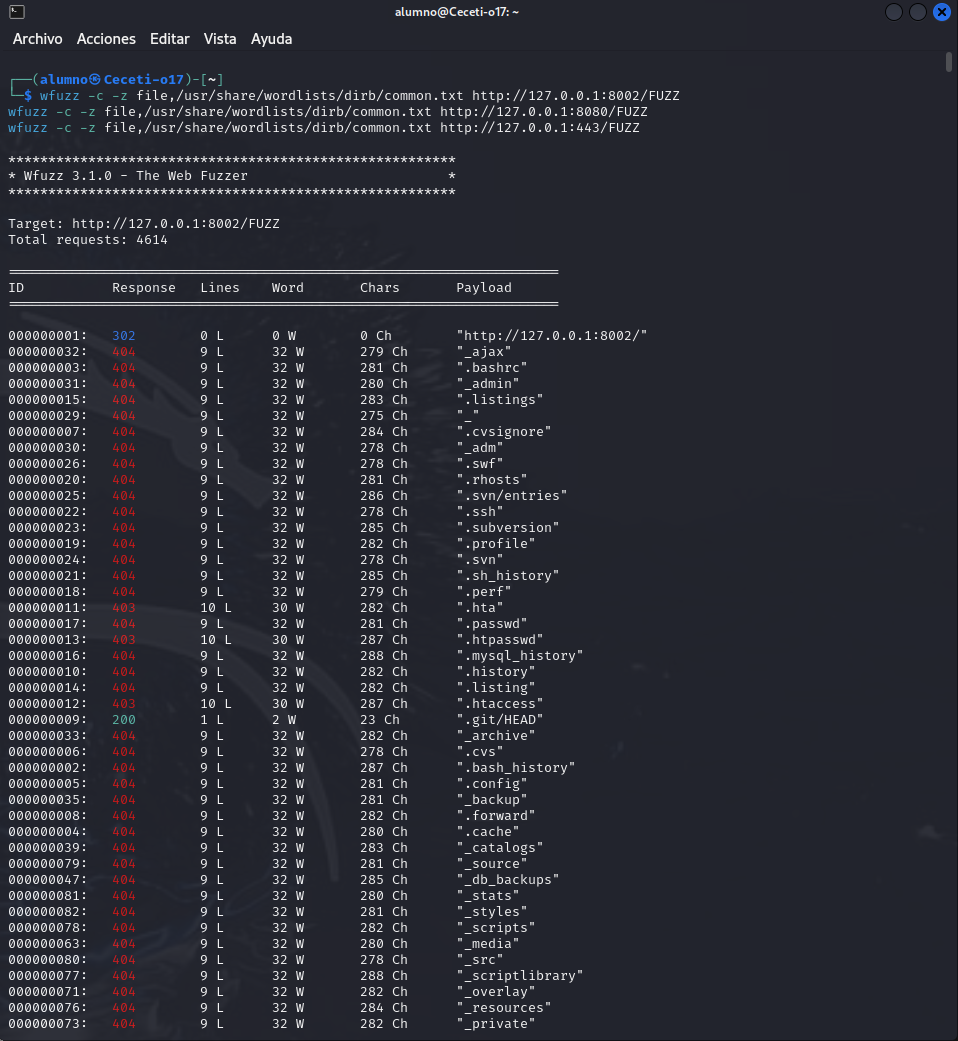 alumno@Ceceti-o17: ~
Archivo Acciones Editar Vista Ayuda
┌──(alumno㉿Ceceti-o17)-[~]
└─$ wfuzz -c -z file,/usr/share/wordlists/dirb/common.txt http://127.0.0.1:8002/FUZZ
wfuzz -c -z file,/usr/share/wordlists/dirb/common.txt http://127.0.0.1:8080/FUZZ
wfuzz -c -z file,/usr/share/wordlists/dirb/common.txt http://127.0.0.1:443/FUZZ
********************************************************
* Wfuzz 3.1.0 - The Web Fuzzer                         *
********************************************************
Target: http://127.0.0.1:8002/FUZZ
Total requests: 4614
=====================================================================
ID           Response   Lines    Word       Chars       Payload
=====================================================================
000000001:   302        0 L      0 W        0 Ch        "http://127.0.0.1:8002/"
000000032:   404        9 L      32 W       279 Ch      "_ajax"
000000003:   404        9 L      32 W       281 Ch      ".bashrc"
000000031:   404        9 L      32 W       280 Ch      "_admin"
000000015:   404        9 L      32 W       283 Ch      ".listings"
000000029:   404        9 L      32 W       275 Ch      "_"
000000007:   404        9 L      32 W       284 Ch      ".cvsignore"
000000030:   404        9 L      32 W       278 Ch      "_adm"
000000026:   404        9 L      32 W       278 Ch      ".swf"
000000020:   404        9 L      32 W       281 Ch      ".rhosts"
000000025:   404        9 L      32 W       286 Ch      ".svn/entries"
000000022:   404        9 L      32 W       278 Ch      ".ssh"
000000023:   404        9 L      32 W       285 Ch      ".subversion"
000000019:   404        9 L      32 W       282 Ch      ".profile"
000000024:   404        9 L      32 W       278 Ch      ".svn"
000000021:   404        9 L      32 W       285 Ch      ".sh_history"
000000018:   404        9 L      32 W       279 Ch      ".perf"
000000011:   403        10 L     30 W       282 Ch      ".hta"
000000017:   404        9 L      32 W       281 Ch      ".passwd"
000000013:   403        10 L     30 W       287 Ch      ".htpasswd"
000000016:   404        9 L      32 W       288 Ch      ".mysql_history"
000000010:   404        9 L      32 W       282 Ch      ".history"
000000014:   404        9 L      32 W       282 Ch      ".listing"
000000012:   403        10 L     30 W       287 Ch      ".htaccess"
000000009:   200        1 L      2 W        23 Ch       ".git/HEAD"
000000033:   404        9 L      32 W       282 Ch      "_archive"
000000006:   404        9 L      32 W       278 Ch      ".cvs"
000000002:   404        9 L      32 W       287 Ch      ".bash_history"
000000005:   404        9 L      32 W       281 Ch      ".config"
000000035:   404        9 L      32 W       281 Ch      "_backup"
000000008:   404        9 L      32 W       282 Ch      ".forward"
000000004:   404        9 L      32 W       280 Ch      ".cache"
000000039:   404        9 L      32 W       283 Ch      "_catalogs"
000000079:   404        9 L      32 W       281 Ch      "_source"
000000047:   404        9 L      32 W       285 Ch      "_db_backups"
000000081:   404        9 L      32 W       280 Ch      "_stats"
000000082:   404        9 L      32 W       281 Ch      "_styles"
000000078:   404        9 L      32 W       282 Ch      "_scripts"
000000063:   404        9 L      32 W       280 Ch      "_media"
000000080:   404        9 L      32 W       278 Ch      "_src"
000000077:   404        9 L      32 W       288 Ch      "_scriptlibrary"
000000071:   404        9 L      32 W       282 Ch      "_overlay"
000000076:   404        9 L      32 W       284 Ch      "_resources"
000000073:   404        9 L      32 W       282 Ch      "_private"